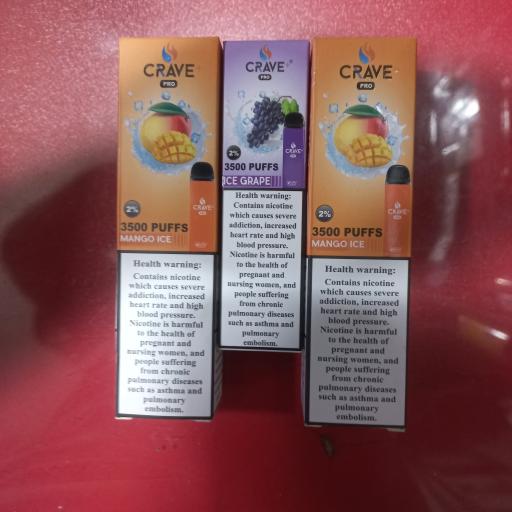 CRAVE
PRO
2%
3500 PUFFS
MANGO ICE
Health warning:
Contains nicotine
which causes severe
addiction, increased
heart rate and high
blood pressure.
Nicotine is harmful
to the health of
pregnant and
nursing women, and
people suffering
from chronic
pulmonary diseases
such as asthma and
pulmonary
embolism.
CRAVE
PRO
CRAVE
2%
3500 PUFFS
ICE GRAPE
Health warning:
Contains nicotine
which causes severe
addiction, increased
heart rate and high
blood pressure.
Nicotine is harmful
to the health of
pregnant and
nursing women, and
people suffering
from chronic
pulmonary diseases
such as asthma and
pulmonary
embolism.
CRAVE
PRO
CRAVE
2%
3500 PUFFS
MANGO ICE
Health warning:
Contains nicotine
which causes severe
addiction, increased
heart rate and high
blood pressure.
Nicotine is harmful
to the health of
pregnant and
nursing women, and
people suffering
from chronic
pulmonary diseases
such as asthma and
pulmonary
embolism.